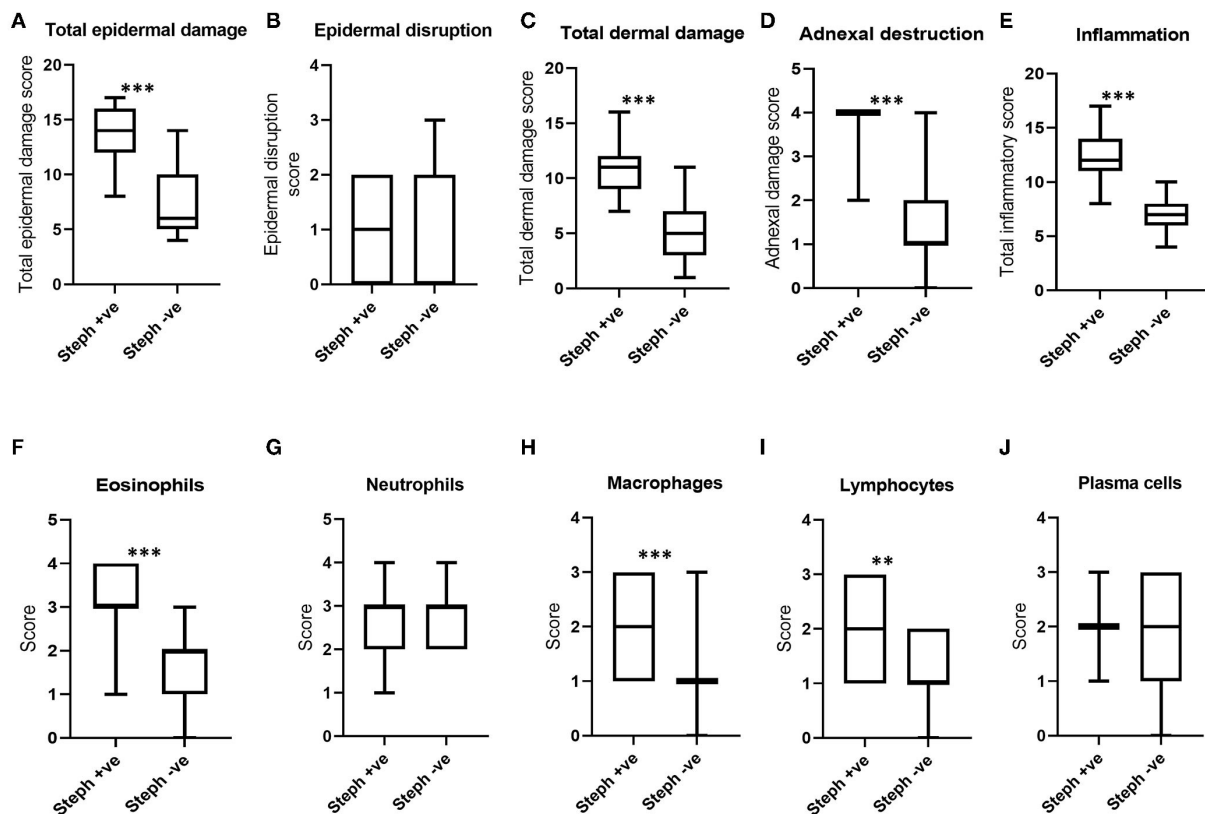 A Total epidermal damage
Total epidermal damage score
20
15
10
5
0
***
Steph +ve
Steph -ve
B Epidermal disruption
Epidermal disruption
score
4
3
2
1
0
Steph +ve
Steph -ve
C Total dermal damage
Total dermal damage score
20
15
10
5
0
***
Steph +ve
Steph -ve
D Adnexal destruction
Adnexal damage score
5
4
3
2
1
0
***
Steph +ve
Steph -ve
E Inflammation
Total inflammatory score
20
15
10
5
0
***
Steph +ve
Steph -ve
F Eosinophils
Score
5
4
3
2
1
0
***
Steph +ve
Steph -ve
G Neutrophils
Score
5
4
3
2
1
0
Steph +ve
Steph -ve
H Macrophages
Score
4
3
2
1
0
***
Steph +ve
Steph -ve
I Lymphocytes
Score
4
3
2
1
0
**
Steph +ve
Steph -ve
J Plasma cells
Score
4
3
2
1
0
Steph +ve
Steph -ve